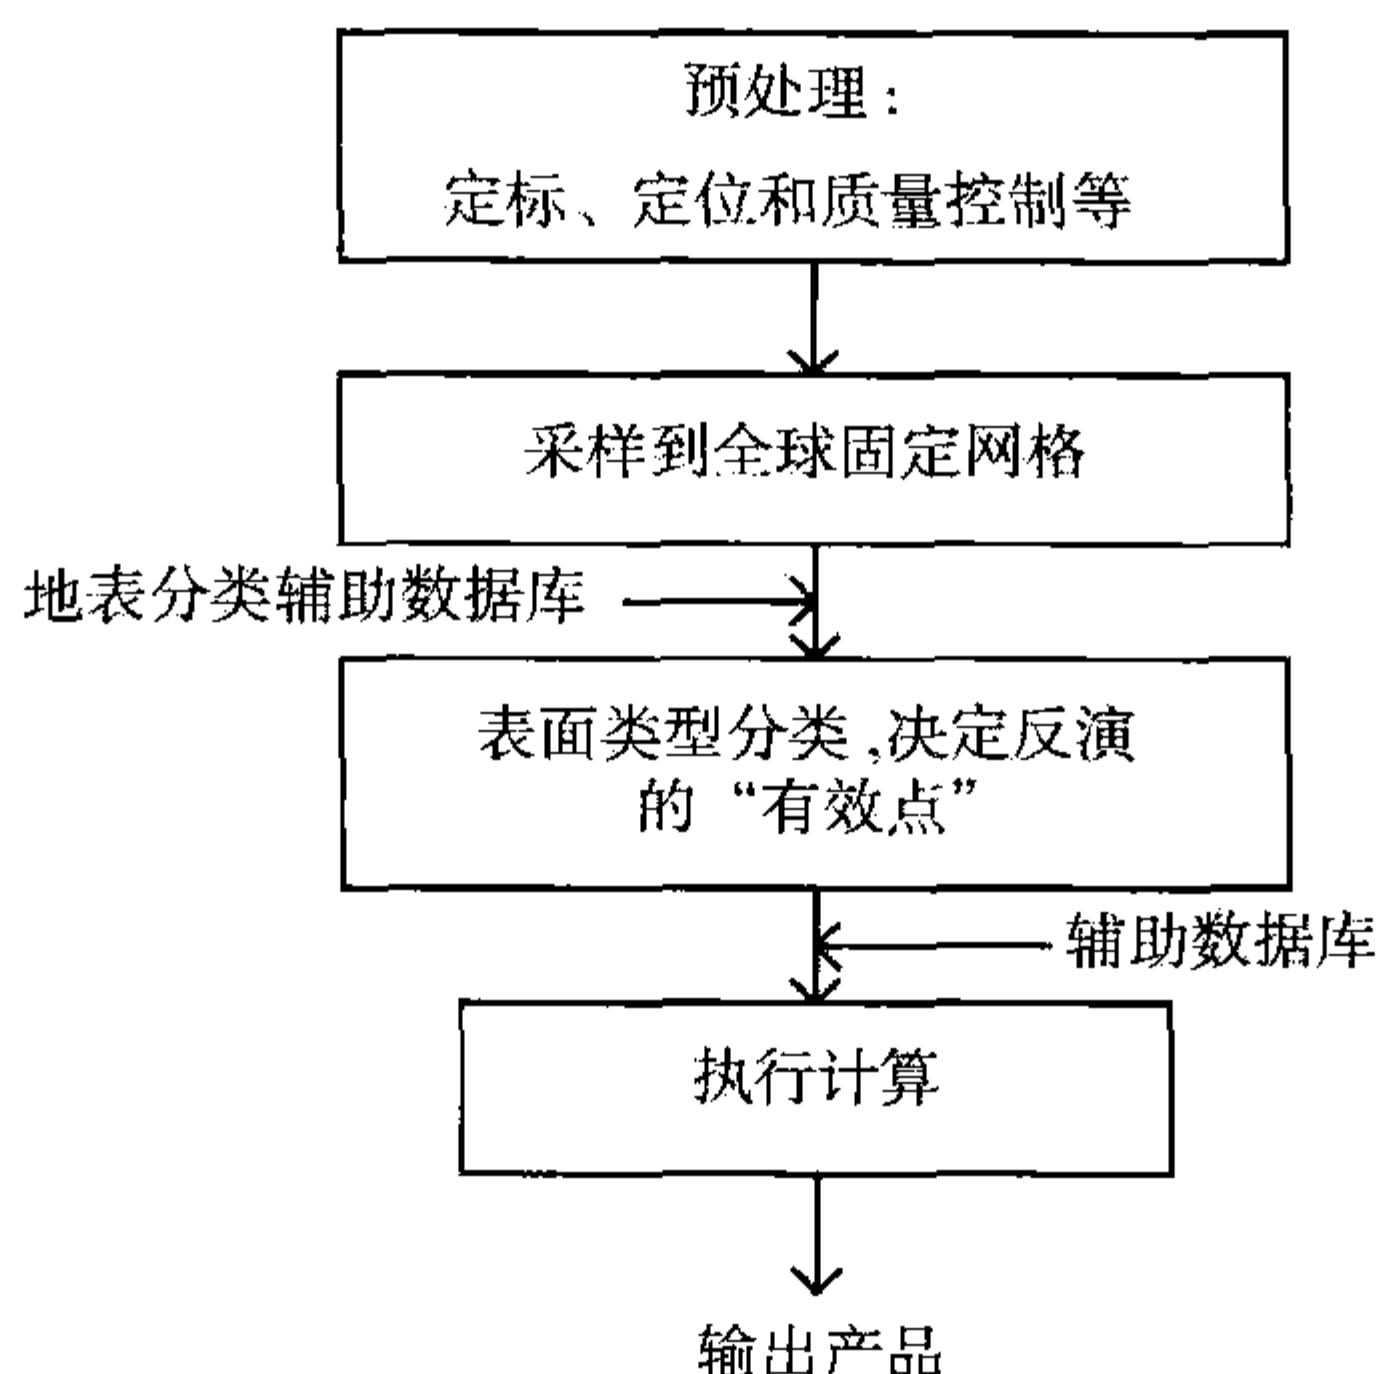 预处理：
定标、定位和质量控制等
采样到全球固定网格
地表分类辅助数据库
表面类型分类,决定反演
的“有效点”
辅助数据库
执行计算
输出产品